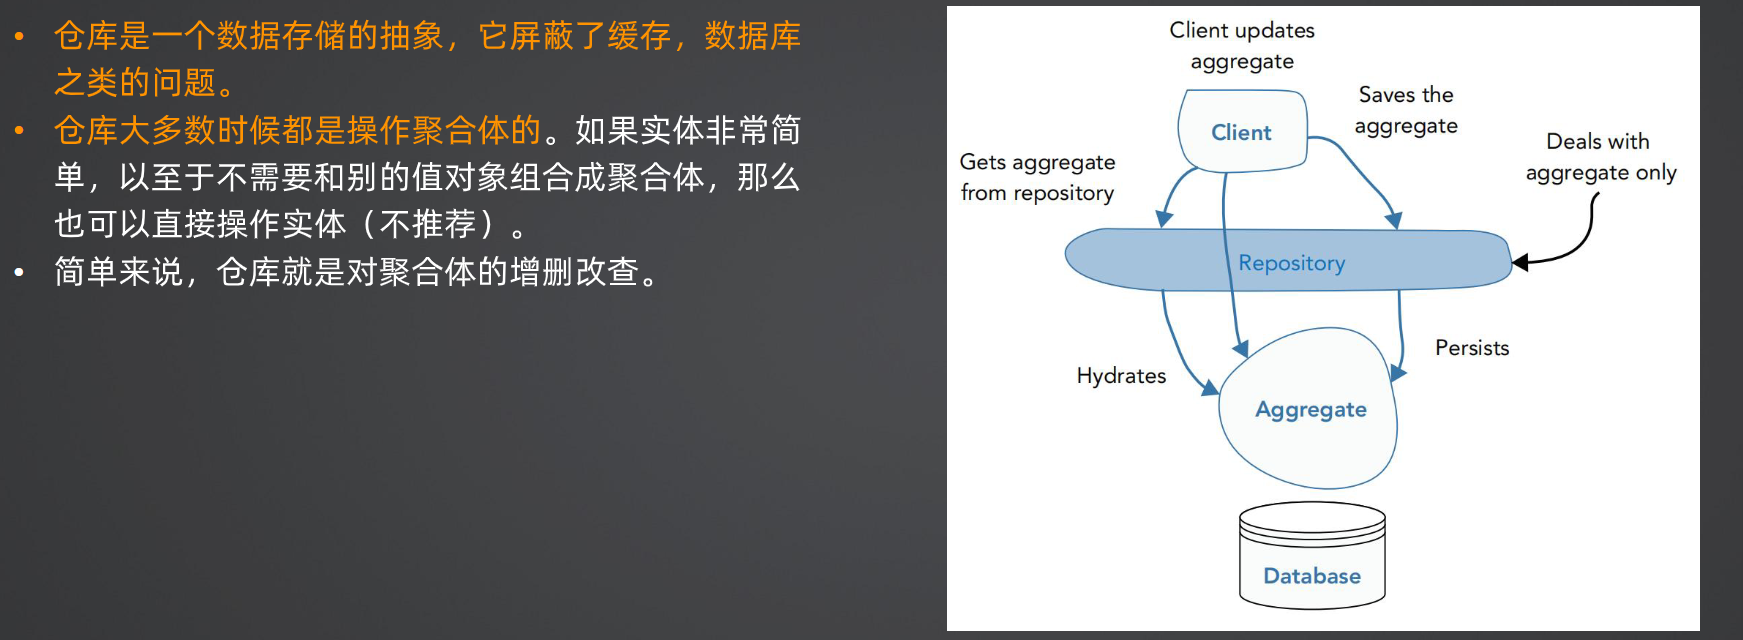 • 仓库是一个数据存储的抽象，它屏蔽了缓存，数据库
之类的问题。
• 仓库大多数时候都是操作聚合体的。如果实体非常简
单，以至于不需要和别的值对象组合成聚合体，那么
也可以直接操作实体（不推荐）。
• 简单来说，仓库就是对聚合体的增删改查。
Client updates
aggregate
Client
Saves the
aggregate
Gets aggregate
from repository
Deals with
aggregate only
Repository
Hydrates
Persists
Aggregate
Database